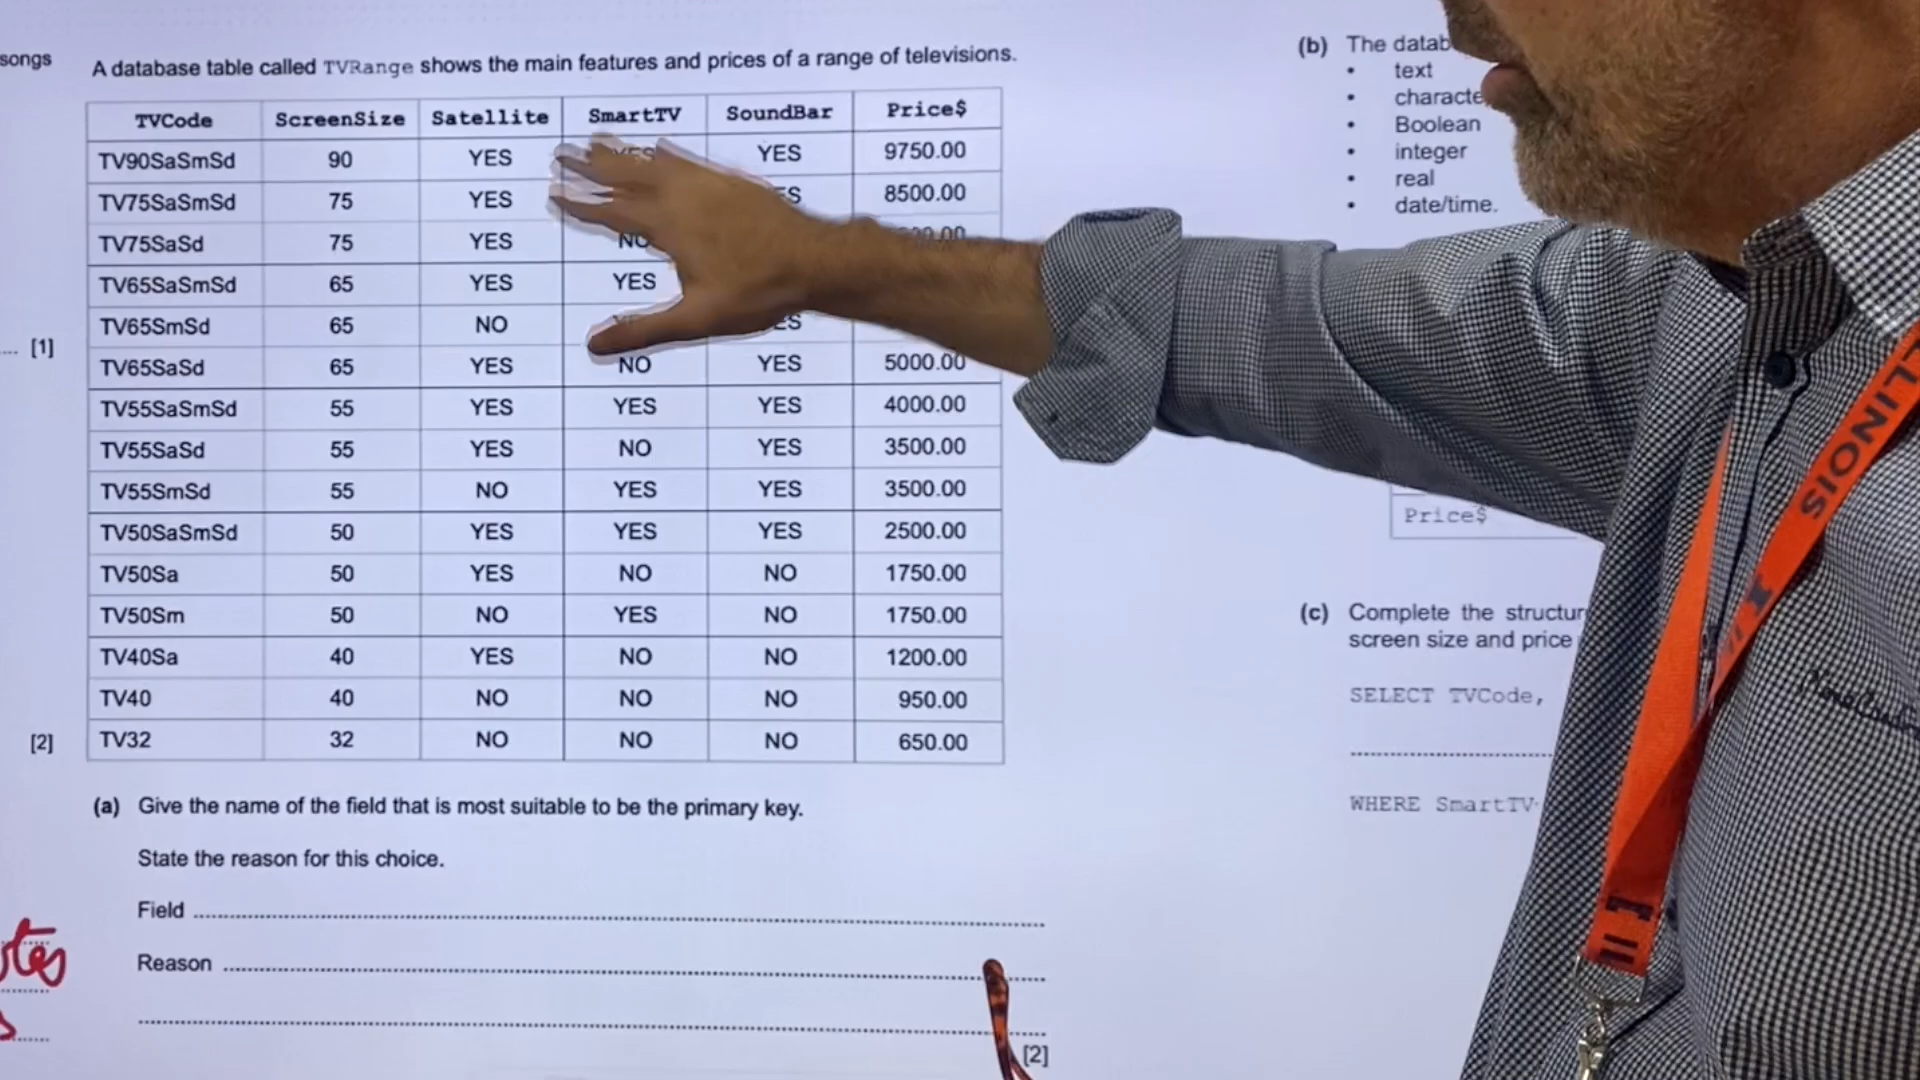 songs
A database table called TVRange shows the main features and prices of a range of televisions.
TVCode ScreenSize Satellite SmartTV SoundBar Price$
TV90SaSmSd 90 YES YES YES 9750.00
TV75SaSmSd 75 YES 8500.00
TV75SaSd 75 YES NO
TV65SaSmSd 65 YES YES
TV65SmSd 65 NO
TV65SaSd 65 YES NO YES 5000.00
TV55SaSmSd 55 YES YES YES 4000.00
TV55SaSd 55 YES NO YES 3500.00
TV55SmSd 55 NO YES YES 3500.00
TV50SaSmSd 50 YES YES YES 2500.00
TV50Sa 50 YES NO NO 1750.00
TV50Sm 50 NO YES NO 1750.00
TV40Sa 40 YES NO NO 1200.00
TV40 40 NO NO NO 950.00
TV32 32 NO NO NO 650.00
[1]
[2]
(a) Give the name of the field that is most suitable to be the primary key.
State the reason for this choice.
Field
Reason
[2]
(b) The datab
• text
• characte
• Boolean
• integer
• real
• date/time.
Price$
(c) Complete the structur
screen size and price
SELECT TVCode,
WHERE SmartTV
LLINOIS
I